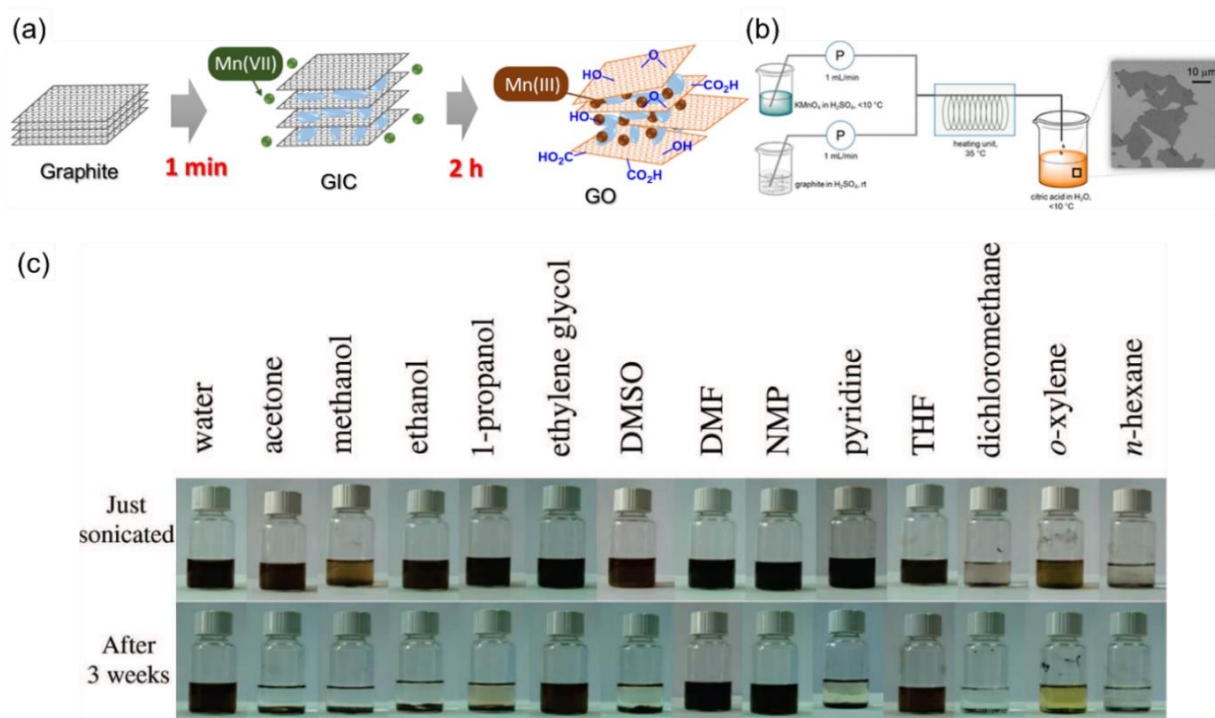 (a)
Mn(VII)
Graphite
1 min
GIC
2 h
Mn(III)
HO
O
CO₂H
O
HO
OH
HO₂C
CO₂H
GO
(b)
P
1 mL/min
KMnO₄ in H₂SO₄, <10 °C
P
1 mL/min
graphite in H₂SO₄, rt
heating unit,
35 °C
citric acid in H₂O,
<10 °C
10 μm
(c)
water
acetone
methanol
ethanol
1-propanol
ethylene glycol
DMSO
DMF
NMP
pyridine
THF
dichloromethane
o-xylene
n-hexane
Just
sonicated
After
3 weeks